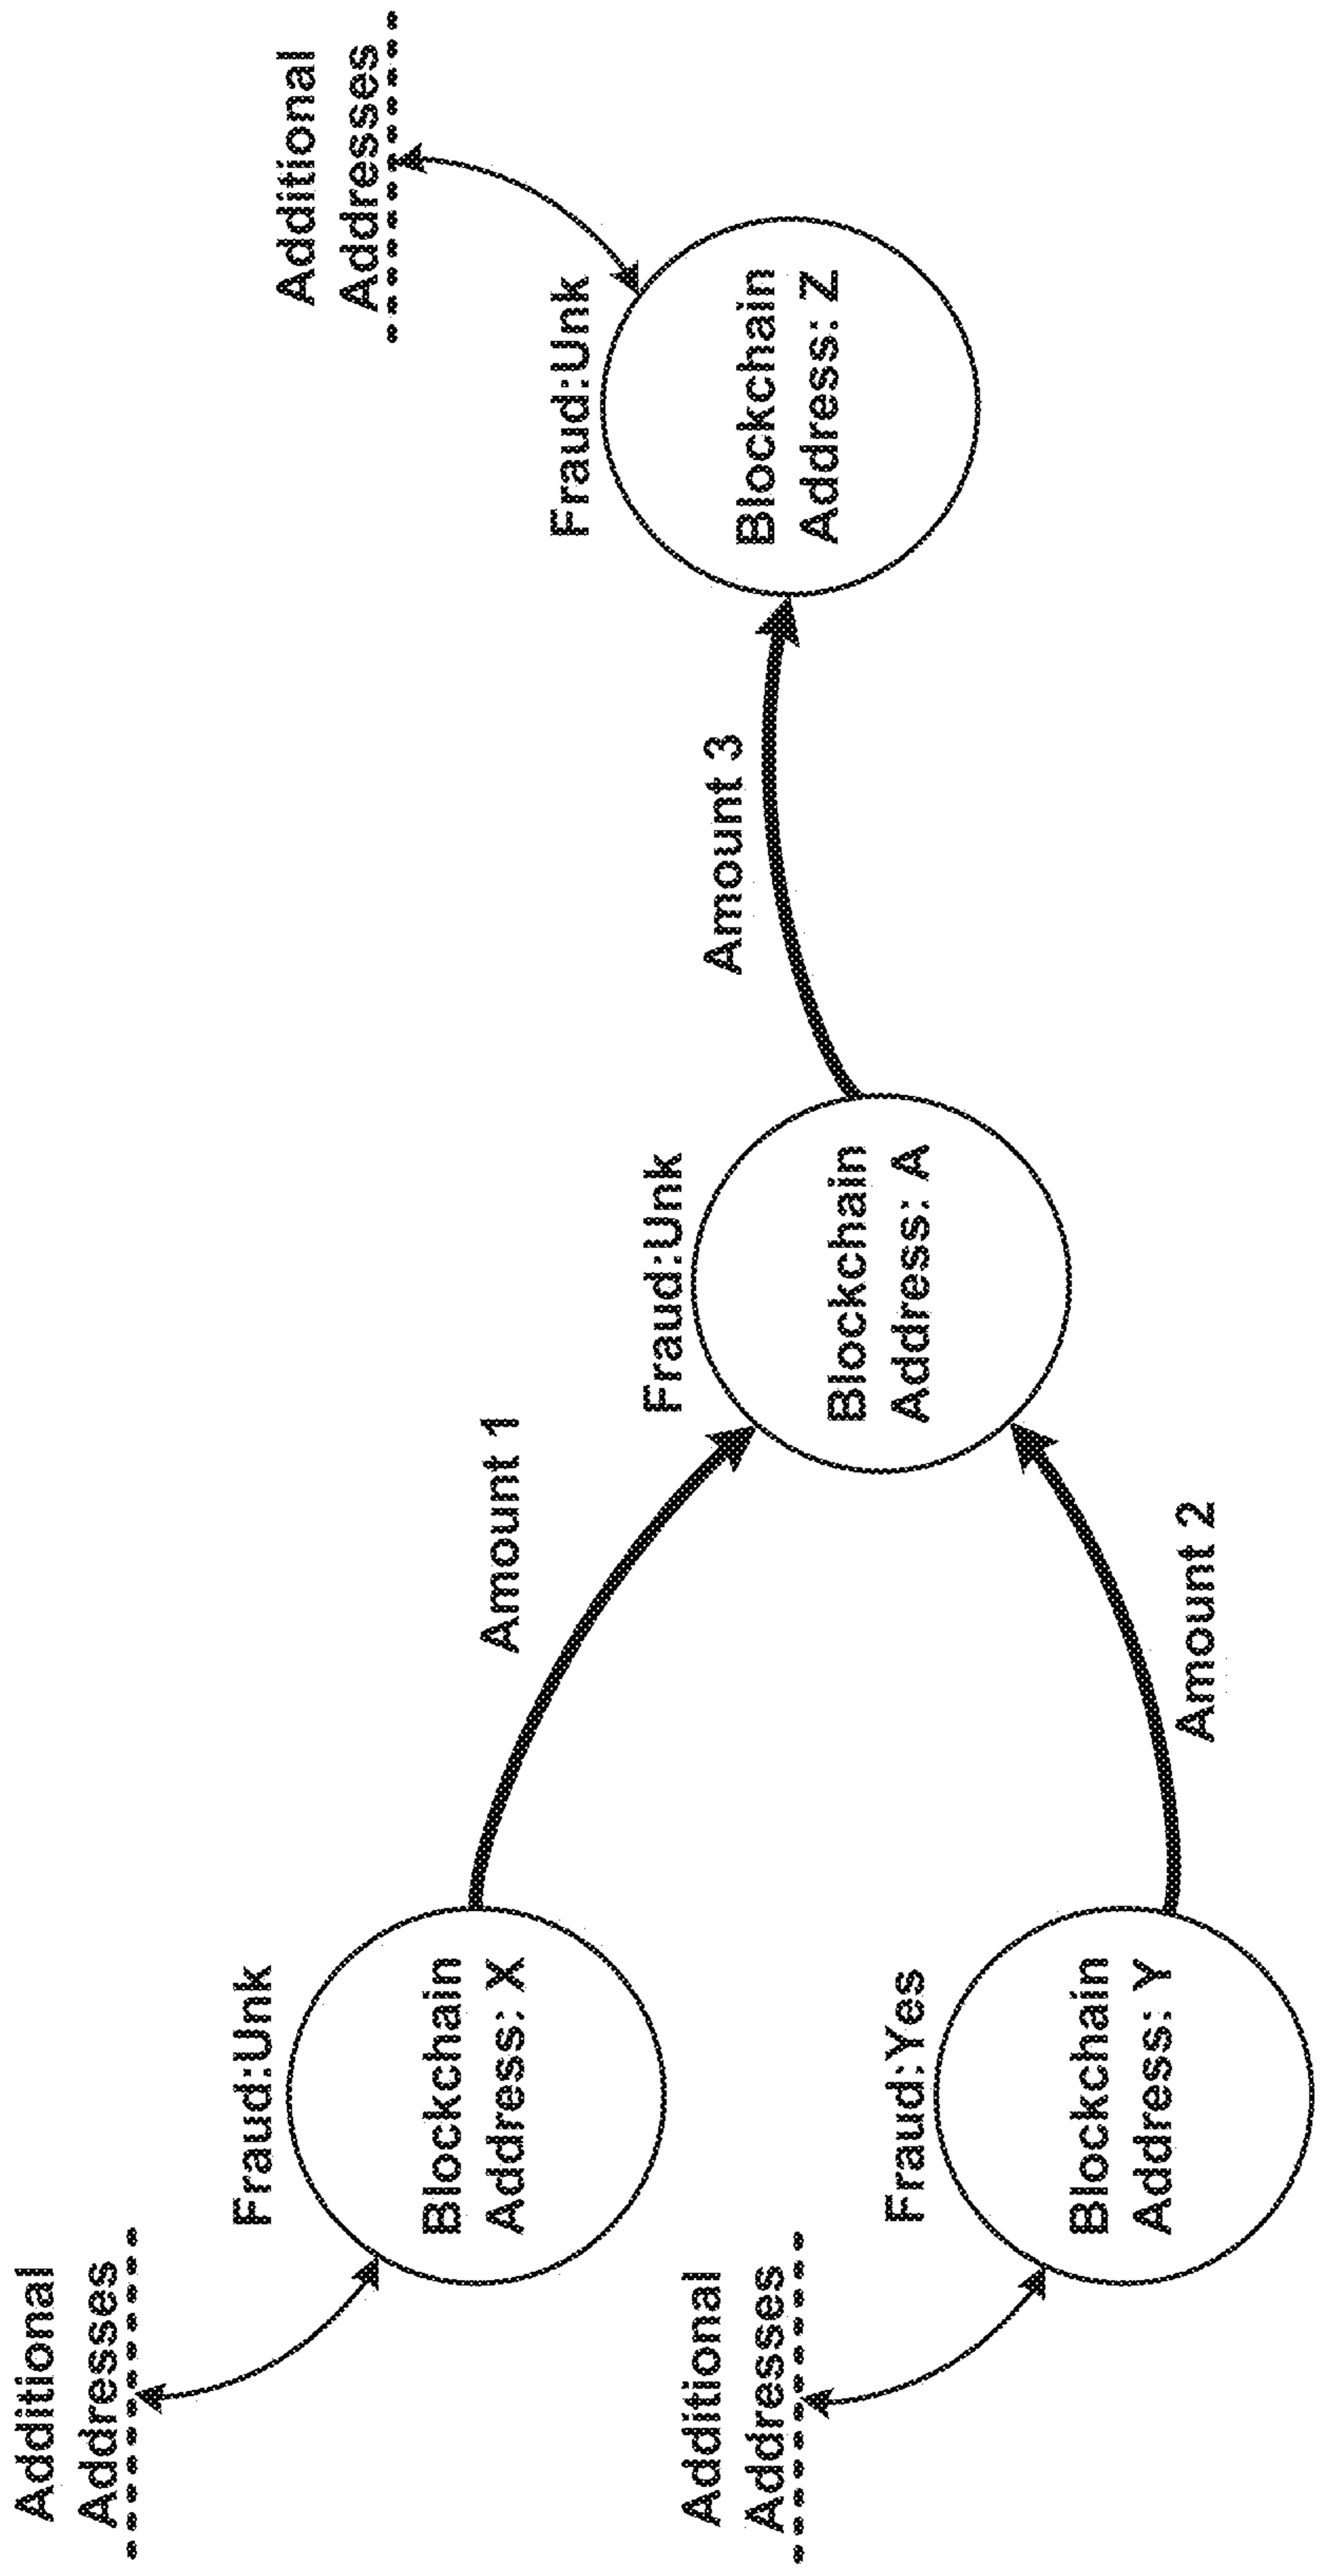 Additional
Addresses
Fraud:Unk
Blockchain
Address: X
Amount 1
Additional
Addresses
Fraud:Yes
Blockchain
Address: Y
Amount 2
Fraud:Unk
Blockchain
Address: A
Amount 3
Additional
Addresses
Fraud:Unk
Blockchain
Address: Z